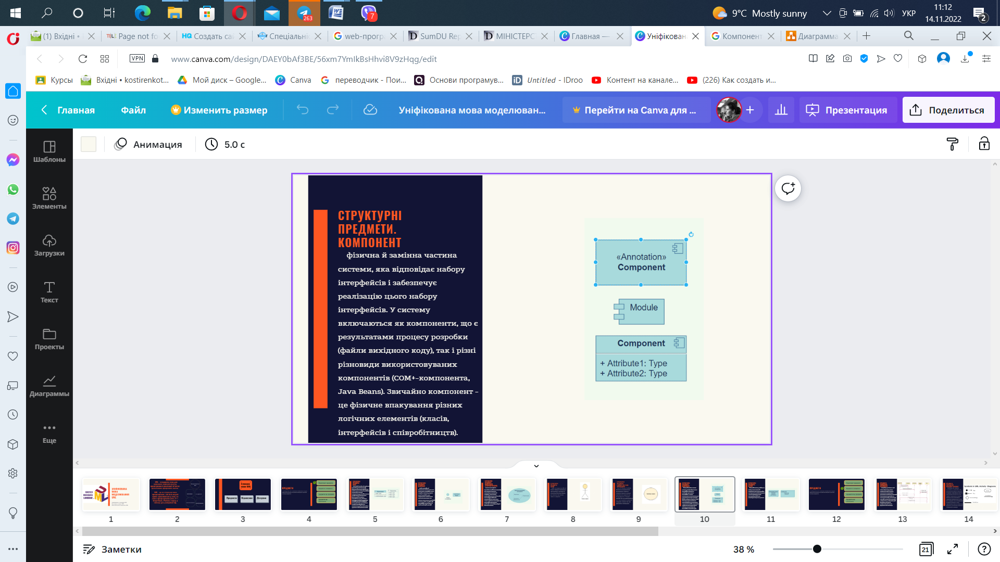 263
7
9°C Mostly sunny
УКР
11:12
14.11.2022
2
(1) Вхідні •
Page not fo
Создать са
Спеціальні
web-прогр
SumDU Rep
МІНІСТЕРС
Главная —
Уніфікован
Компонент
Диаграмма
VPN
www.canva.com/design/DAEY0bAf3BE/56xm7YmIkBsHhvi8V9zHqg/edit
Курсы
Вхідні • kostirenkot...
Мой диск – Google...
Canva
переводчик - Пои...
Основи програмув...
Untitled - IDroo
Контент на канале...
(226) Как создать и...
Главная
Файл
Изменить размер
Уніфікована мова моделюван...
Перейти на Canva для ...
Презентация
Поделиться
Шаблоны
Элементы
Загрузки
Текст
Проекты
Диаграммы
Еще
Анимация
5.0 с
СТРУКТУРНІ
ПРЕДМЕТИ.
КОМПОНЕНТ
фізична й замінна частина
системи, яка відповідає набору
інтерфейсів і забезпечує
реалізацію цього набору
інтерфейсів. У систему
включаються як компоненти, що є
результатами процесу розробки
(файли вихідного коду), так і різні
різновиди використовуваних
компонентів (COM+-компонента,
Java Beans). Звичайно компонент –
це фізичне впакування різних
логічних елементів (класів,
інтерфейсів і співробітництв).
«Annotation»
Component
Module
Component
+ Attribute1: Type
+ Attribute2: Type
1
2
3
4
5
6
7
8
9
10
11
12
13
14
Заметки
38 %
21